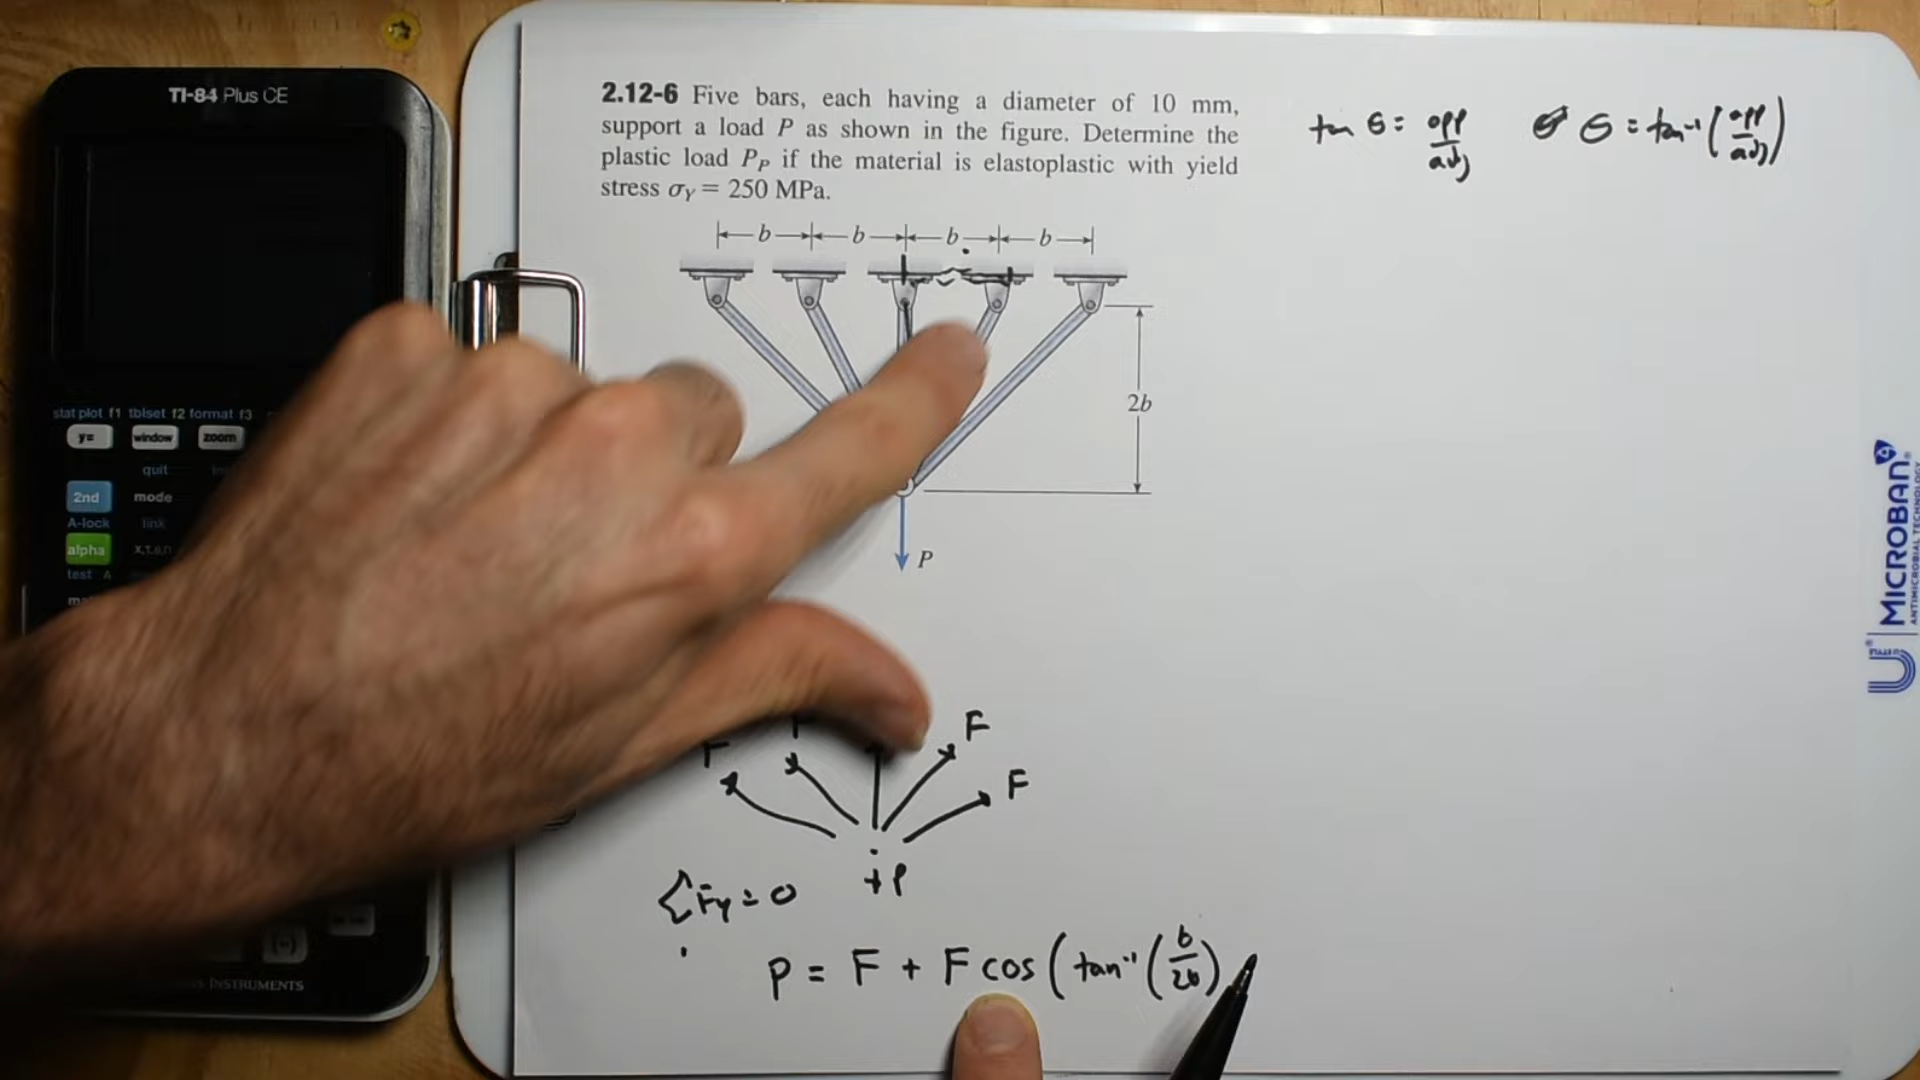 TI-84 Plus CE
stat plot f1 tblset f2 format f3
y= window zoom
quit
2nd mode
A-lock link
alpha X,T,θ,n
test A
INSTRUMENTS
(-)
2.12-6 Five bars, each having a diameter of 10 mm,
support a load P as shown in the figure. Determine the
plastic load P_P if the material is elastoplastic with yield
stress σ_Y = 250 MPa.
b b b b
2b
P
tan θ = opp/adj θ = tan⁻¹(opp/adj)
F F F F
+P
ΣFy = 0
P = F + F cos(tan⁻¹(b/2b)
MICROBAN®
ANTIMICROBIAL TECHNOLOGY